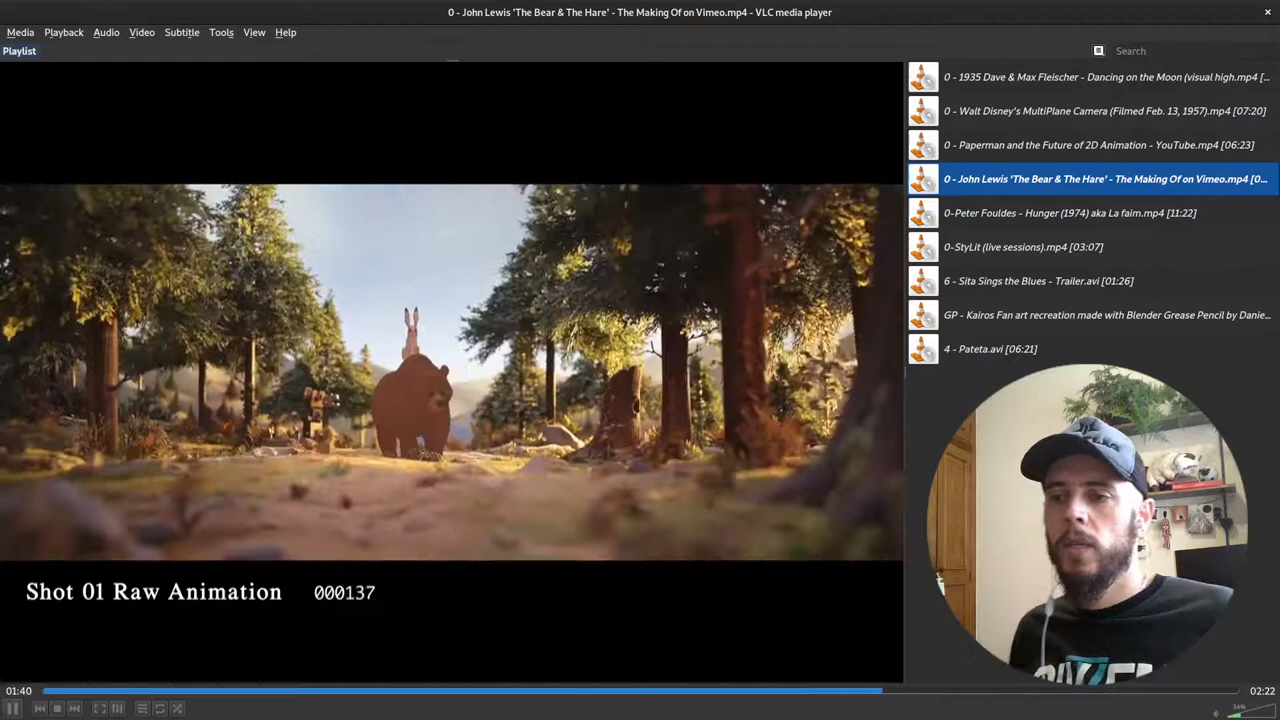 0 - John Lewis 'The Bear & The Hare' - The Making Of on Vimeo.mp4 - VLC media player
Media Playback Audio Video Subtitle Tools View Help
Playlist
Search
0 - 1935 Dave & Max Fleischer - Dancing on the Moon (visual high.mp4 [...
0 - Walt Disney's MultiPlane Camera (Filmed Feb. 13, 1957).mp4 [07:20]
0 - Paperman and the Future of 2D Animation - YouTube.mp4 [06:23]
0 - John Lewis 'The Bear & The Hare' - The Making Of on Vimeo.mp4 [0...
0-Peter Fouldes - Hunger (1974) aka La faim.mp4 [11:22]
0-StyLit (live sessions).mp4 [03:07]
6 - Sita Sings the Blues - Trailer.avi [01:26]
GP - Kairos Fan art recreation made with Blender Grease Pencil by Danie...
4 - Pateta.avi [06:21]
Shot 01 Raw Animation 000137
01:40
02:22
34%